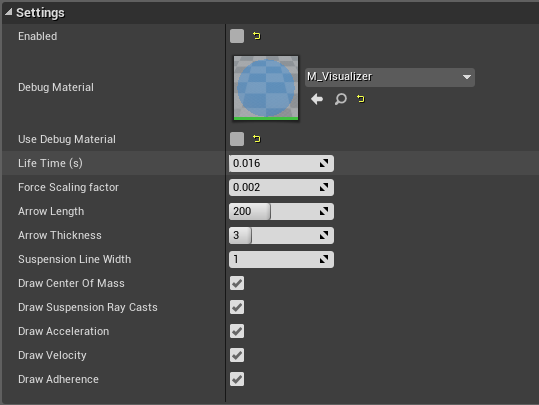 Settings
Enabled
Debug Material
M_Visualizer
Use Debug Material
Life Time (s)
0.016
Force Scaling factor
0.002
Arrow Length
200
Arrow Thickness
3
Suspension Line Width
1
Draw Center Of Mass
Draw Suspension Ray Casts
Draw Acceleration
Draw Velocity
Draw Adherence